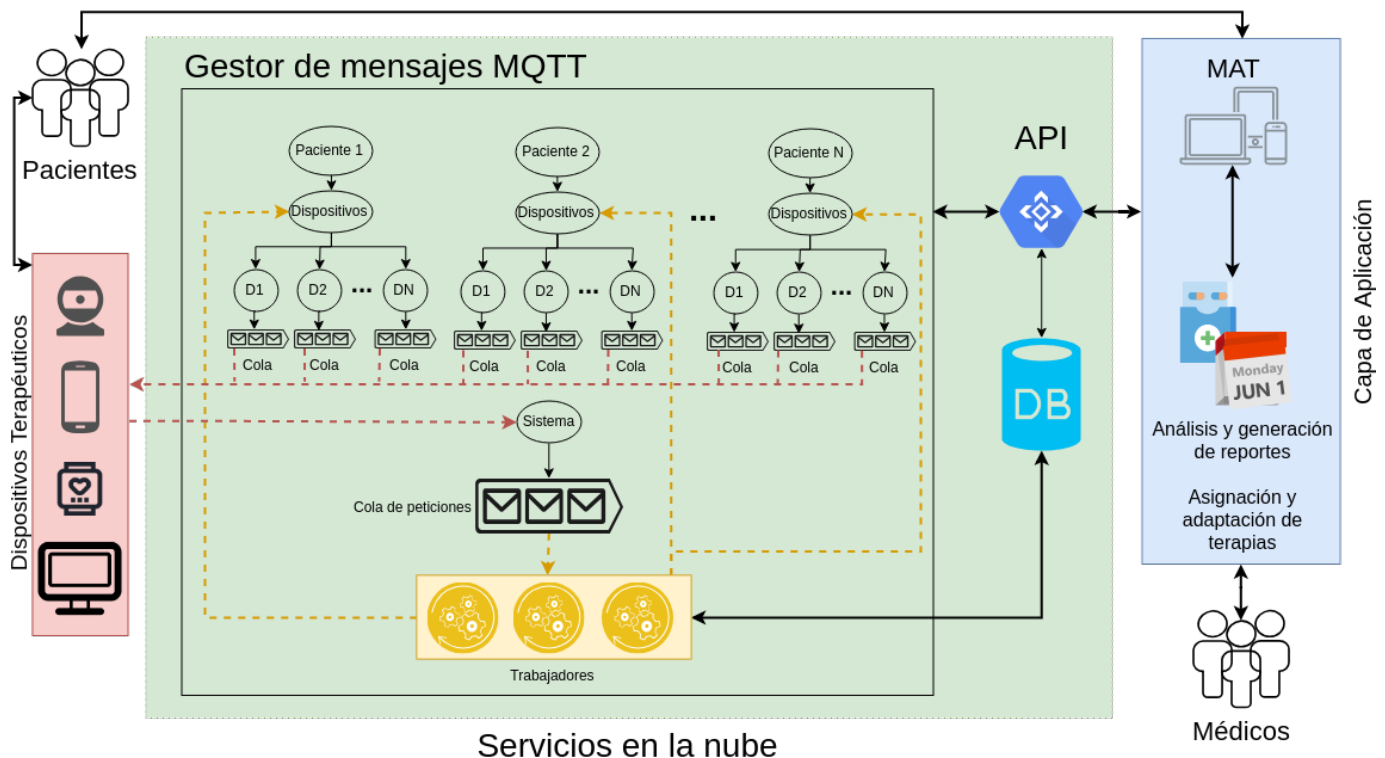 Gestor de mensajes MQTT
MAT
Pacientes
API
Paciente 1
Paciente 2
Paciente N
Dispositivos
Dispositivos
...
Dispositivos
D1
D2
...
DN
D1
D2
...
DN
D1
D2
...
DN
Cola
Cola
Cola
Cola
Cola
Cola
Cola
Cola
Cola
Dispositivos Terapéuticos
Sistema
Cola de peticiones
Trabajadores
DB
Monday
JUN 1
Análisis y generación
de reportes
Asignación y
adaptación de
terapias
Capa de Aplicación
Médicos
Servicios en la nube